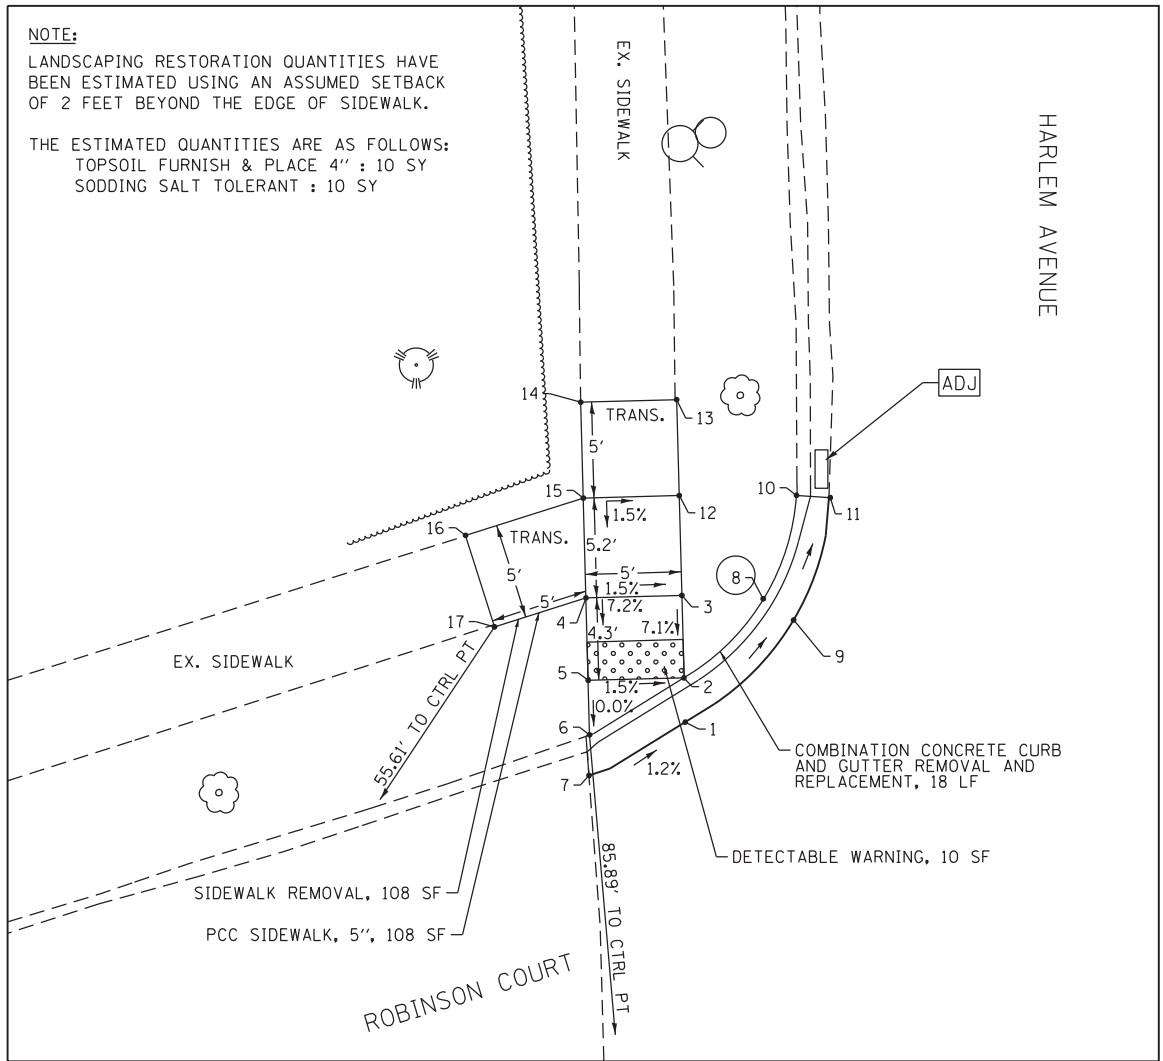 NOTE:
LANDSCAPING RESTORATION QUANTITIES HAVE
BEEN ESTIMATED USING AN ASSUMED SETBACK
OF 2 FEET BEYOND THE EDGE OF SIDEWALK.
THE ESTIMATED QUANTITIES ARE AS FOLLOWS:
TOPSOIL FURNISH & PLACE 4'' : 10 SY
SODDING SALT TOLERANT : 10 SY
EX. SIDEWALK
HARLEM AVENUE
ADJ
14
TRANS.
13
5'
15
12
10
11
1.5%
16
TRANS.
5.2'
5'
5'
1.5%
8
5'
4
7.2%
3
17
4.3'
7.1%
9
EX. SIDEWALK
5
1.5%
2
0.0%
6
1
7
1.2%
55.61' TO CTRL PT
COMBINATION CONCRETE CURB
AND GUTTER REMOVAL AND
REPLACEMENT, 18 LF
DETECTABLE WARNING, 10 SF
85.89' TO CTRL PT
SIDEWALK REMOVAL, 108 SF
PCC SIDEWALK, 5'', 108 SF
ROBINSON COURT